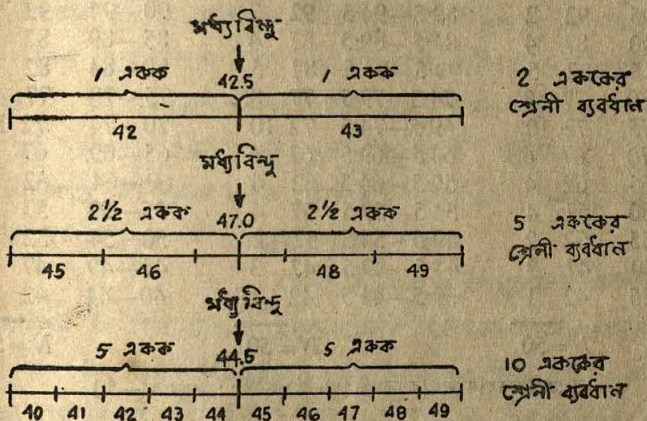 মধ্যবিন্দু
1 একক 42.5 1 একক
42 43
2 এককের
শ্রেনী ব্যবধান
মধ্যবিন্দু
2½ একক 47.0 2½ একক
45 46 48 49
5 এককের
শ্রেনী ব্যবধান
মধ্যবিন্দু
5 একক 44.5 5 একক
40 41 42 43 44 45 46 47 48 49
10 এককের
শ্রেনী ব্যবধান